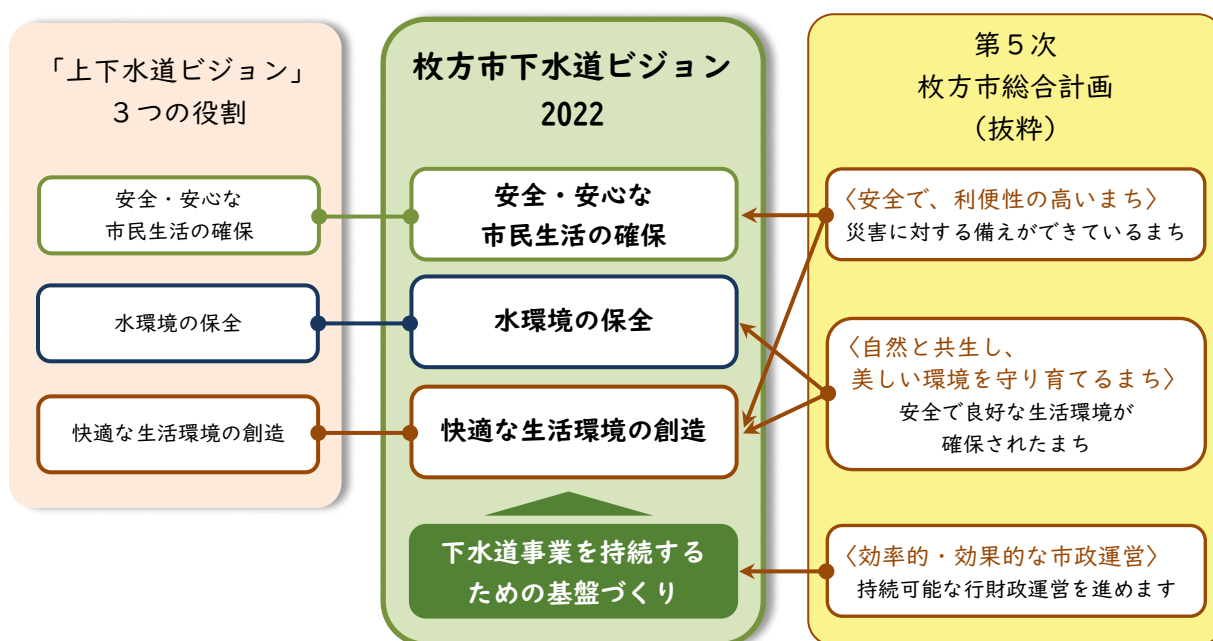 「上下水道ビジョン」
３つの役割
安全・安心な
市民生活の確保
水環境の保全
快適な生活環境の創造
枚方市下水道ビジョン
2022
安全・安心な
市民生活の確保
水環境の保全
快適な生活環境の創造
下水道事業を持続する
ための基盤づくり
第５次
枚方市総合計画
（抜粋）
〈安全で、利便性の高いまち〉
災害に対する備えができているまち
〈自然と共生し、
美しい環境を守り育てるまち〉
安全で良好な生活環境が
確保されたまち
〈効率的・効果的な市政運営〉
持続可能な行財政運営を進めます